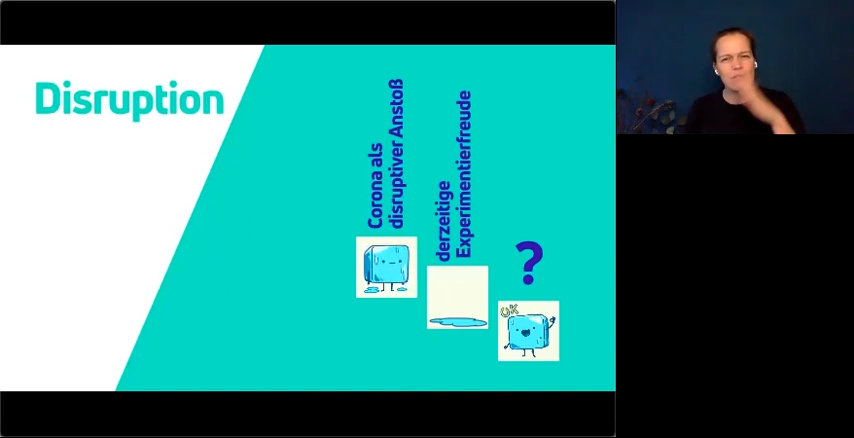 Disruption
Corona als
disruptiver Anstoß
derzeitige
Experimentierfreude
?
OK